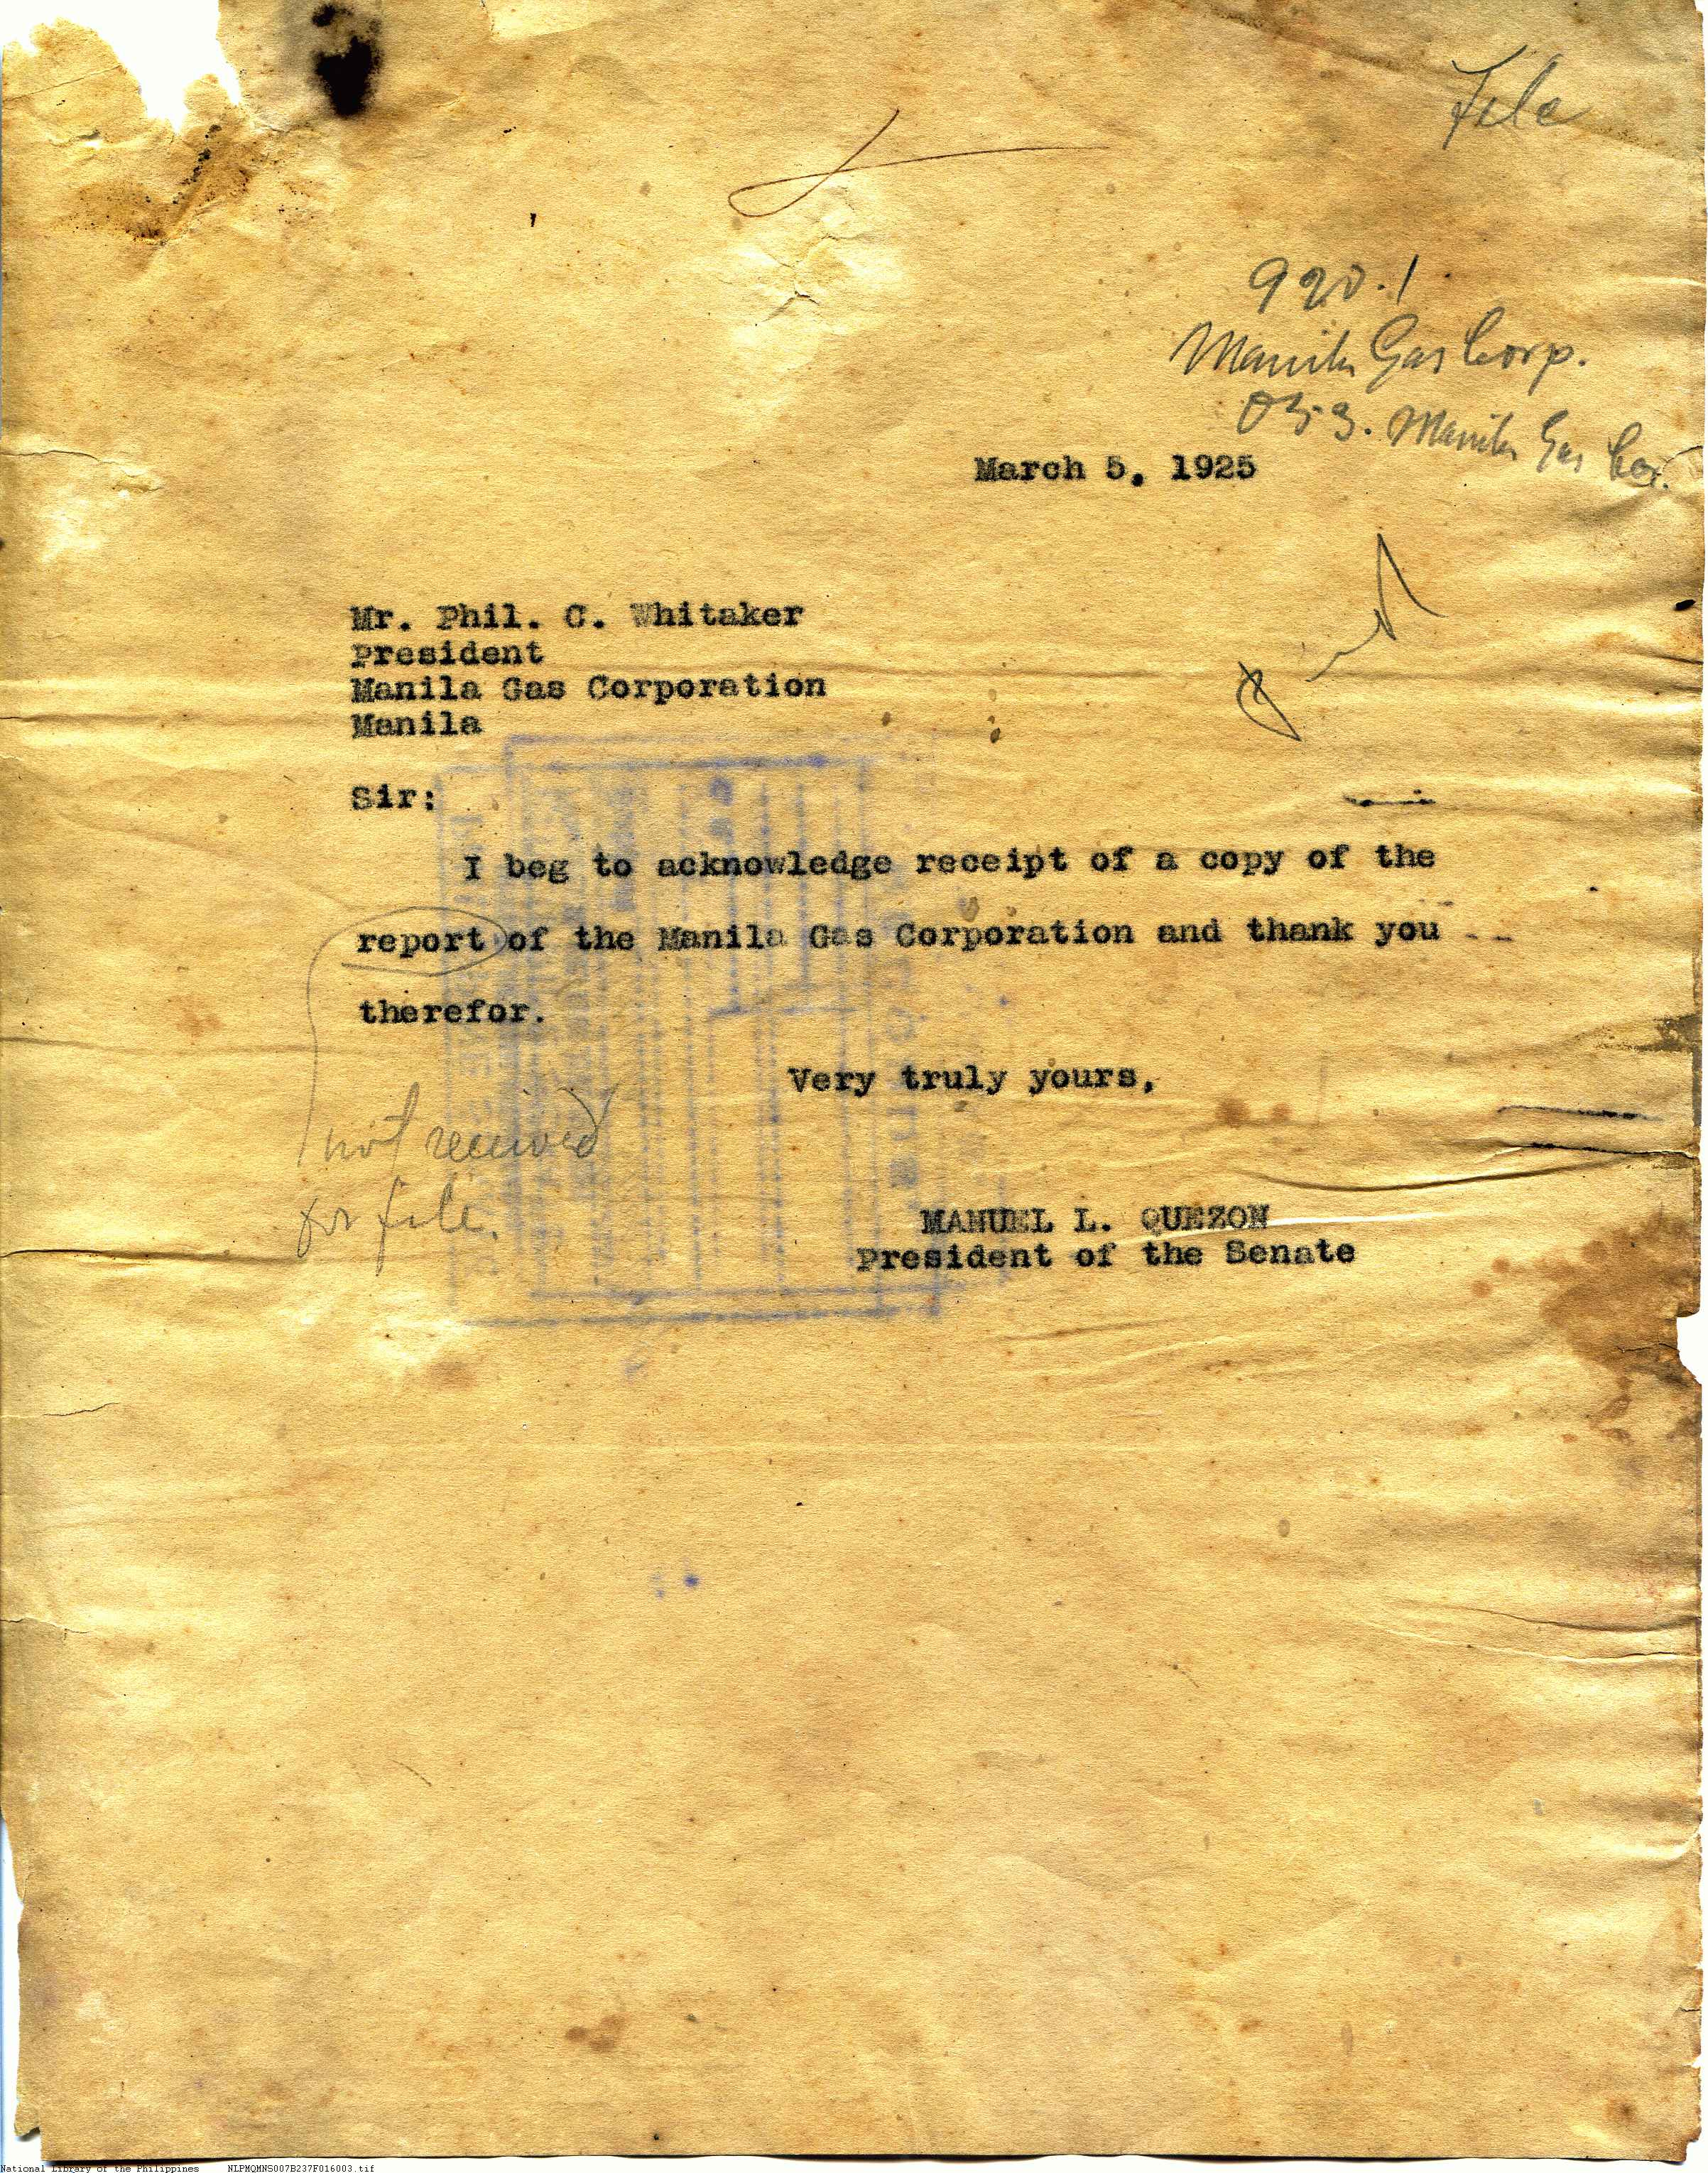 File
920.1
Manila Gas Corp.
Manila Gas Cor.
March 5, 1925
Mr. Phil. C. Whitaker
President
Manila Gas Corporation
Manila
Sir:
I beg to acknowledge receipt of a copy of the
report of the Manila Gas Corporation and thank you
therefor.
Very truly yours,
not received
for file.
MANUEL L. QUEZON
President of the Senate
National Library of the Philippines NLPMQMNS007B237F016003.tif